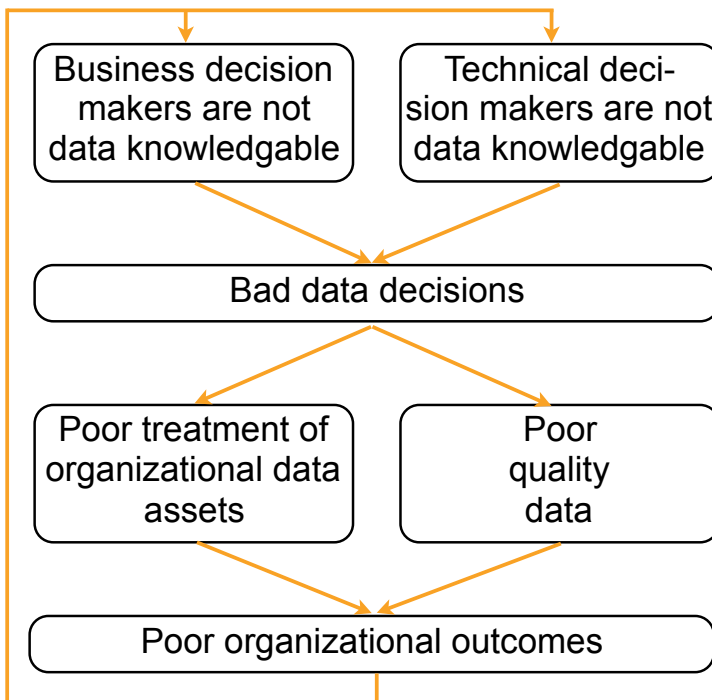 Business decision
makers are not
data knowledgable
Technical deci-
sion makers are not
data knowledgable
Bad data decisions
Poor treatment of
organizational data
assets
Poor
quality
data
Poor organizational outcomes